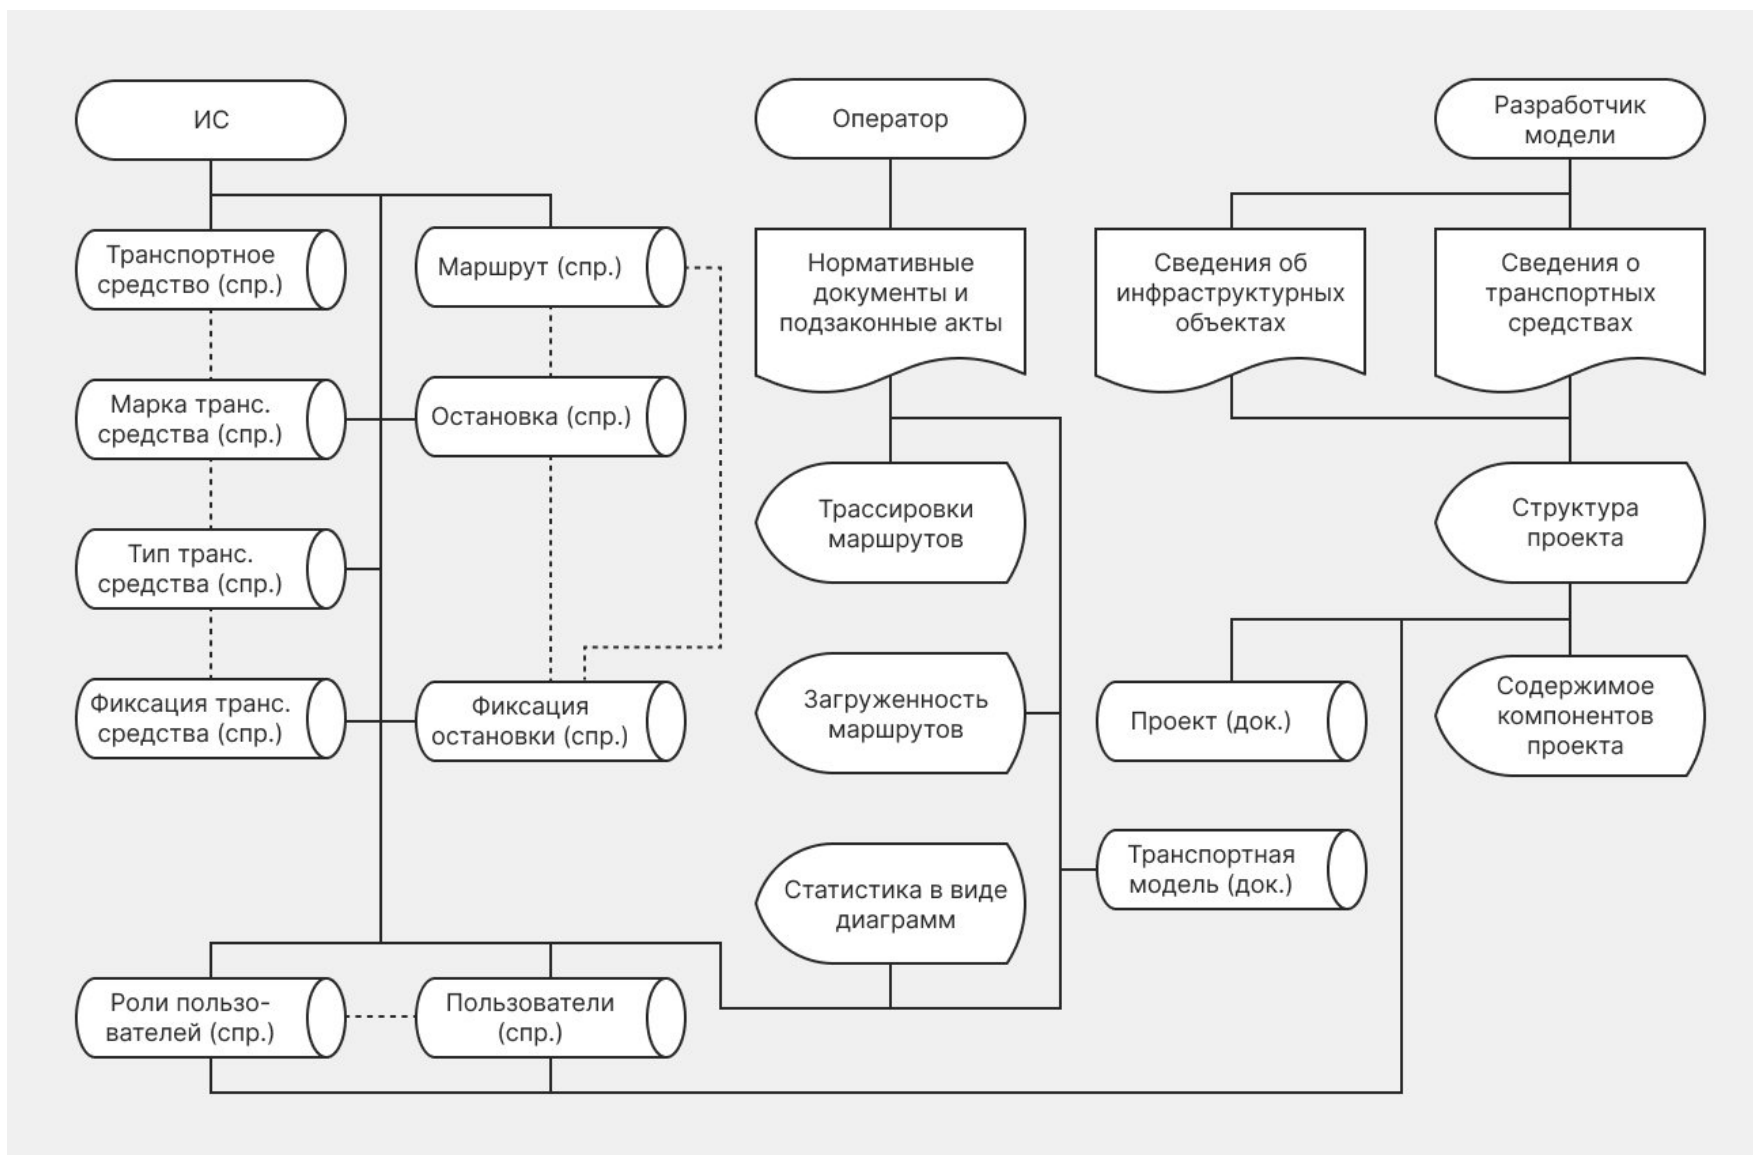 ИС
Оператор
Разработчик
модели
Транспортное
средство (спр.)
Маршрут (спр.)
Нормативные
документы и
подзаконные акты
Сведения об
инфраструктурных
объектах
Сведения о
транспортных
средствах
Марка транс.
средства (спр.)
Остановка (спр.)
Трассировки
маршрутов
Структура
проекта
Тип транс.
средства (спр.)
Фиксация транс.
средства (спр.)
Фиксация
остановки (спр.)
Загруженность
маршрутов
Проект (док.)
Содержимое
компонентов
проекта
Статистика в виде
диаграмм
Транспортная
модель (док.)
Роли пользо-
вателей (спр.)
Пользователи
(спр.)